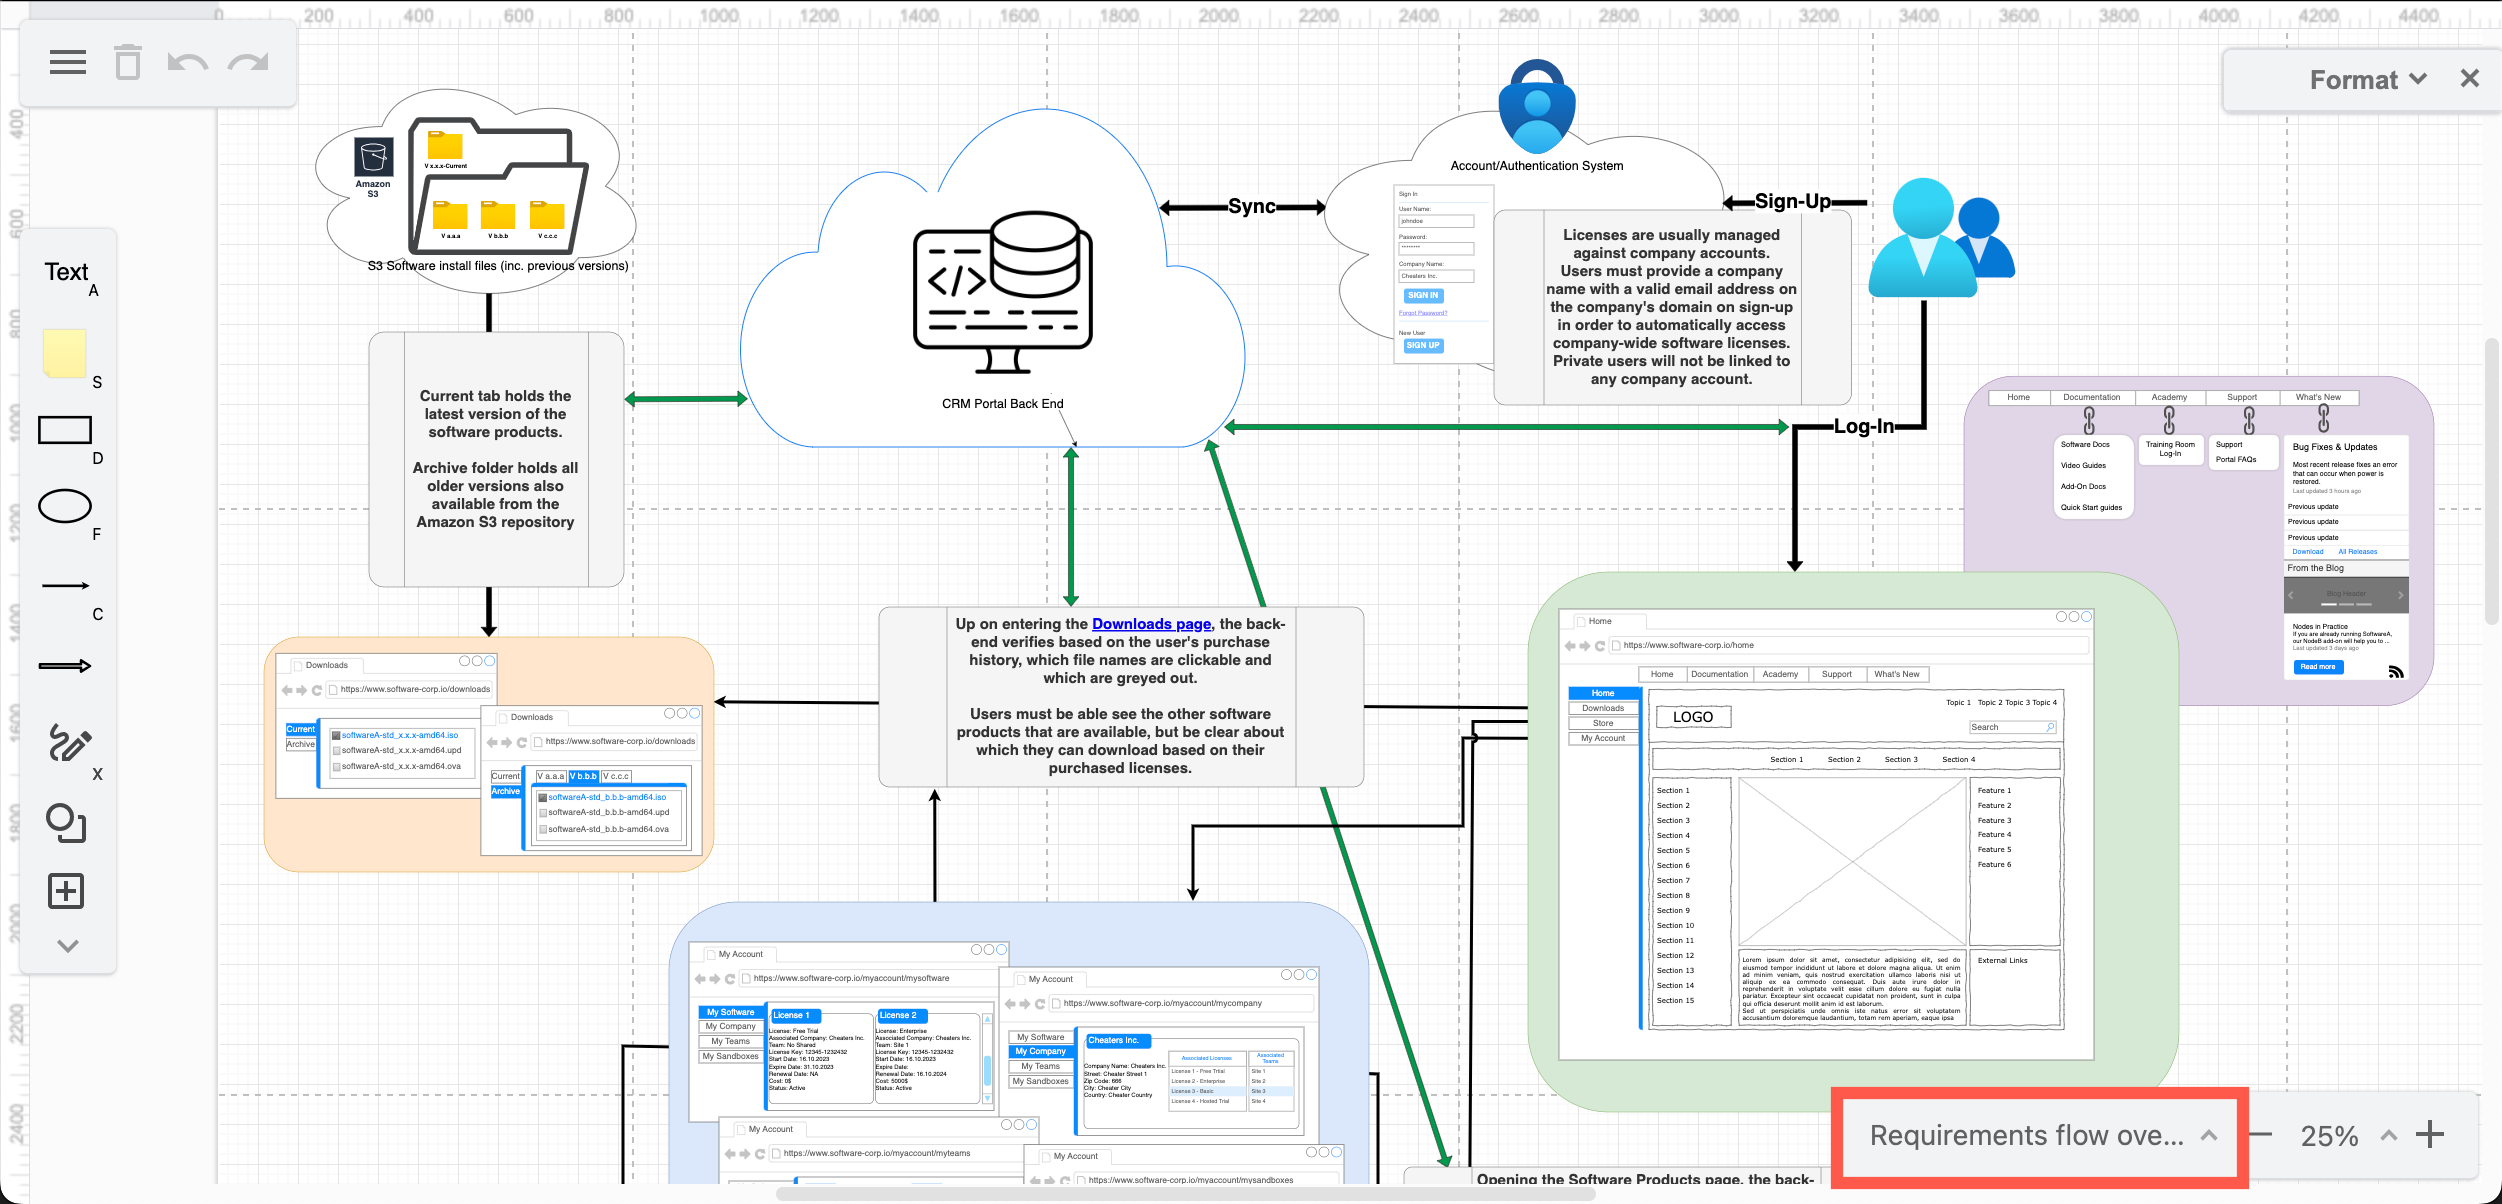 0 200 400 600 800 1000 1200 1400 1600 1800 2000 2200 2400 2600 2800 3000 3200 3400 3600 3800 4000 4200 4400
400
600
800
1000
1200
1400
1600
1800
2000
2200
2400
Format
Text
A
S
D
F
C
X
V x.x.x-Current
Amazon
S3
V a.a.a
V b.b.b
V c.c.c
S3 Software install files (inc. previous versions)
Current tab holds the
latest version of the
software products.
Archive folder holds all
older versions also
available from the
Amazon S3 repository
CRM Portal Back End
Sync
Account/Authentication System
Sign In
User Name:
johndoe
Password:
********
Company Name:
Cheaters Inc.
SIGN IN
Forgot Password?
New User
SIGN UP
Sign-Up
Licenses are usually managed
against company accounts.
Users must provide a company
name with a valid email address on
the company's domain on sign-up
in order to automatically access
company-wide software licenses.
Private users will not be linked to
any company account.
Log-In
Home
Documentation
Academy
Support
What's New
Software Docs
Video Guides
Add-On Docs
Quick Start guides
Training Room
Log-In
Support
Portal FAQs
Bug Fixes & Updates
Most recent release fixes an error
that can occur when power is
restored.
Last updated 3 hours ago
Previous update
Previous update
Previous update
Download
All Releases
From the Blog
Blog Header
Nodes in Practice
If you are already running SoftwareA,
our NodeB add-on will help you to ...
Last updated 3 days ago
Read more
Up on entering the Downloads page, the back-
end verifies based on the user's purchase
history, which file names are clickable and
which are greyed out.
Users must be able see the other software
products that are available, but be clear about
which they can download based on their
purchased licenses.
Downloads
https://www.software-corp.io/downloads
Current
Archive
softwareA-std_x.x.x-amd64.iso
softwareA-std_x.x.x-amd64.upd
softwareA-std_x.x.x-amd64.ova
Downloads
https://www.software-corp.io/downloads
Current
Archive
V a.a.a
V b.b.b
V c.c.c
softwareA-std_b.b.b-amd64.iso
softwareA-std_b.b.b-amd64.upd
softwareA-std_b.b.b-amd64.ova
Home
https://www.software-corp.io/home
Home
Documentation
Academy
Support
What's New
Home
Downloads
Store
My Account
LOGO
Topic 1 Topic 2 Topic 3 Topic 4
Search
Section 1
Section 2
Section 3
Section 4
Section 1
Section 2
Section 3
Section 4
Section 5
Section 6
Section 7
Section 8
Section 9
Section 10
Section 11
Section 12
Section 13
Section 14
Section 15
Feature 1
Feature 2
Feature 3
Feature 4
Feature 5
Feature 6
Lorem ipsum dolor sit amet, consectetur adipisicing elit, sed do
eiusmod tempor incididunt ut labore et dolore magna aliqua. Ut enim
ad minim veniam, quis nostrud exercitation ullamco laboris nisi ut
aliquip ex ea commodo consequat. Duis aute irure dolor in
reprehenderit in voluptate velit esse cillum dolore eu fugiat nulla
pariatur. Excepteur sint occaecat cupidatat non proident, sunt in culpa
qui officia deserunt mollit anim id est laborum.
Sed ut perspiciatis unde omnis iste natus error sit voluptatem
accusantium doloremque laudantium, totam rem aperiam, eaque ipsa
External Links
My Account
https://www.software-corp.io/myaccount/mysoftware
My Software
My Company
My Teams
My Sandboxes
License 1
License: Free Trial
Associated Company: Cheaters Inc.
Team: No Shared
License Key: 12345-1232432
Start Date: 16.10.2023
Expire Date: 31.10.2023
Renewal Date: NA
Cost: 0$
Status: Active
License 2
License: Enterprise
Associated Company: Cheaters Inc.
Team: Site 1
License Key: 12345-1232432
Start Date: 16.10.2023
Expire Date:
Renewal Date: 16.10.2024
Cost: 5000$
Status: Active
My Account
https://www.software-corp.io/myaccount/mycompany
My Software
My Company
My Teams
My Sandboxes
Cheaters Inc.
Company Name: Cheaters Inc.
Street: Cheater Street 1
Zip Code: 666
City: Cheater City
Country: Cheater Country
Associated Licenses
Associated
Teams
License 1 - Free Trital
Site 1
License 2 - Enterprise
Site 2
License 3 - Basic
Site 3
License 4 - Hosted Trial
Site 4
My Account
https://www.software-corp.io/myaccount/myteams
My Account
https://www.software-corp.io/myaccount/mysandboxes
Opening the Software Products page, the back-
Requirements flow ove...
25%